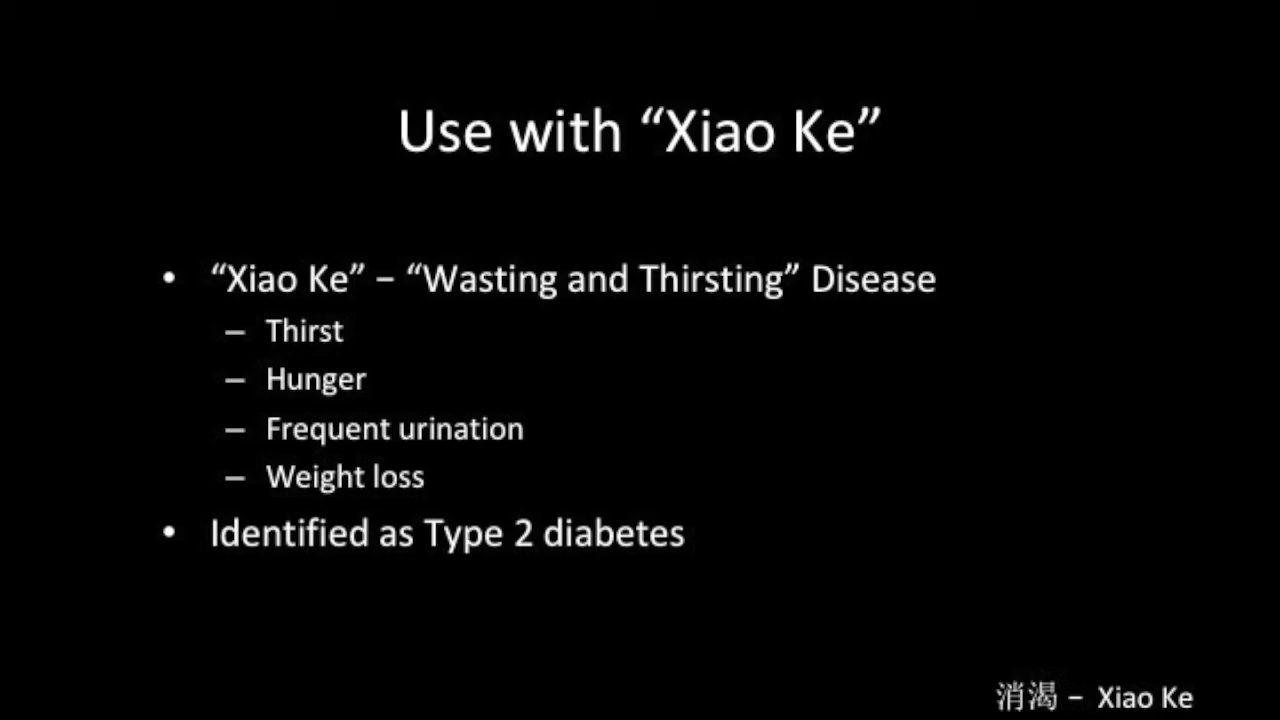 Use with “Xiao Ke”
• “Xiao Ke” – “Wasting and Thirsting” Disease
– Thirst
– Hunger
– Frequent urination
– Weight loss
• Identified as Type 2 diabetes
消渴 – Xiao Ke